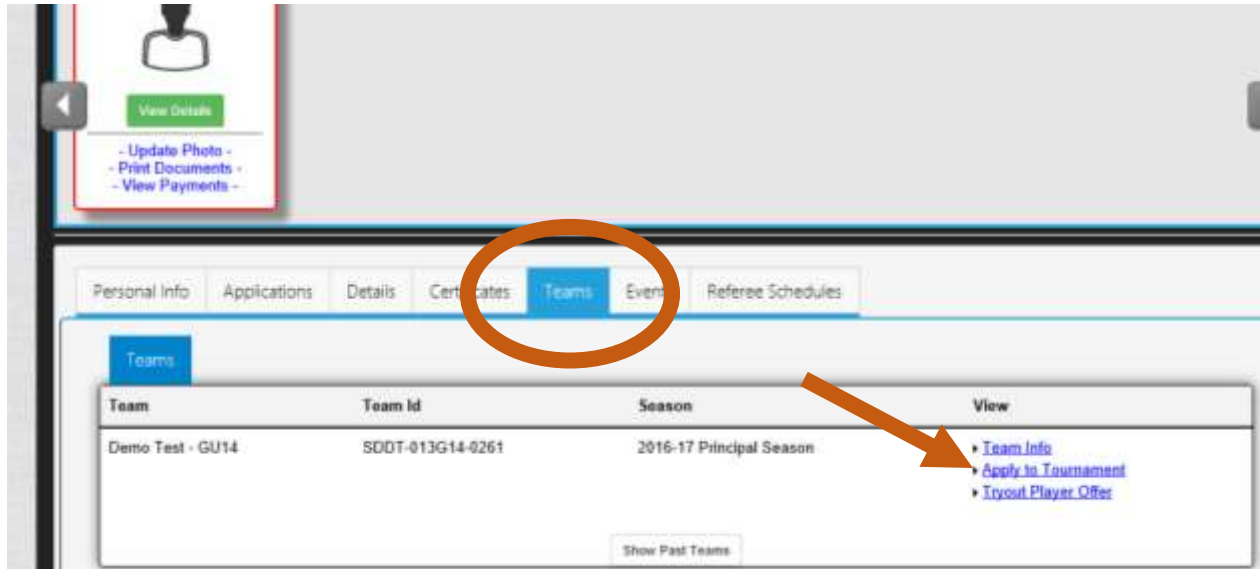 View Details
- Update Photo -
- Print Documents -
- View Payments -
Personal Info Applications Details Certificates Teams Events Referee Schedules
Teams
Team Team Id Season View
Demo Test - GU14 SDDT-013G14-0261 2016-17 Principal Season Team Info
Apply to Tournament
Tryout Player Offer
Show Past Teams